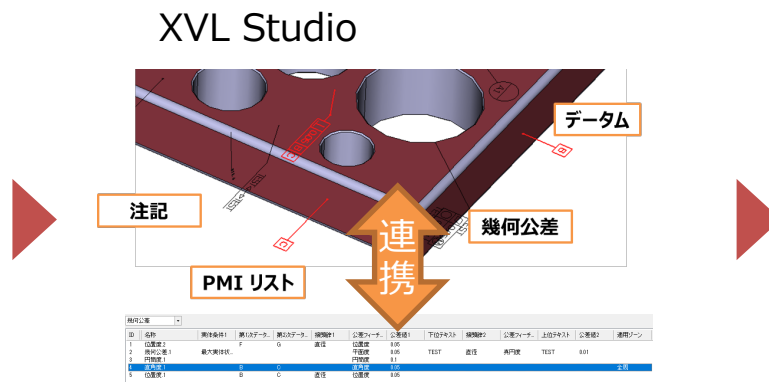 XVL Studio
データム
注記
幾何公差
連携
PMI リスト
幾何公差
ID 名称 実体条件1 第1次データ... 第2次データ... 接頭辞1 公差フィーチ... 公差値1 下位テキスト 接頭辞2 公差フィーチ... 上位テキスト 公差値2 適用ゾーン
1 位置度.2 F G 直径 位置度 0.05
2 幾何公差.1 最大実体状... 平面度 0.05 TEST 直径 真円度 TEST 0.01
3 円筒度.1 円筒度 0.1
4 直角度.1 B C 直角度 0.05 全周
5 位置度.1 B C 直径 位置度 0.05